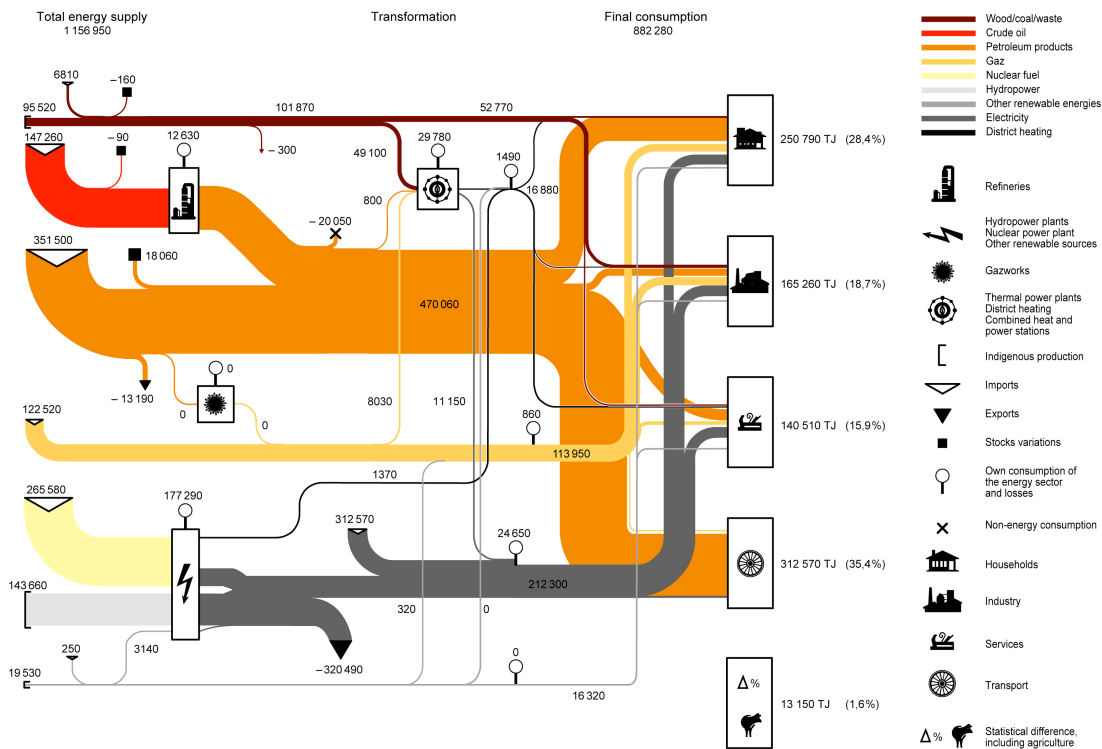 Total energy supply
1 156 950
Transformation
Final consumption
882 280
Wood/coal/waste
Crude oil
Petroleum products
Gaz
Nuclear fuel
Hydropower
Other renewable energies
Electricity
District heating
6810
–160
95 520
101 870
52 770
147 260
–90
12 630
– 300
49 100
29 780
1490
16 880
800
250 790 TJ (28,4%)
– 20 050
351 500
18 060
470 060
165 260 TJ (18,7%)
– 13 190
0
0
0
8030
11 150
122 520
860
113 950
140 510 TJ (15,9%)
1370
265 580
177 290
312 570
24 650
212 300
312 570 TJ (35,4%)
143 660
320
0
–320 490
250
3140
19 530
0
16 320
Δ %
13 150 TJ (1,6%)
Refineries
Hydropower plants
Nuclear power plant
Other renewable sources
Gazworks
Thermal power plants
District heating
Combined heat and
power stations
Indigenous production
Imports
Exports
Stocks variations
Own consumption of
the energy sector
and losses
Non-energy consumption
Households
Industry
Services
Transport
Δ %
Statistical difference,
including agriculture